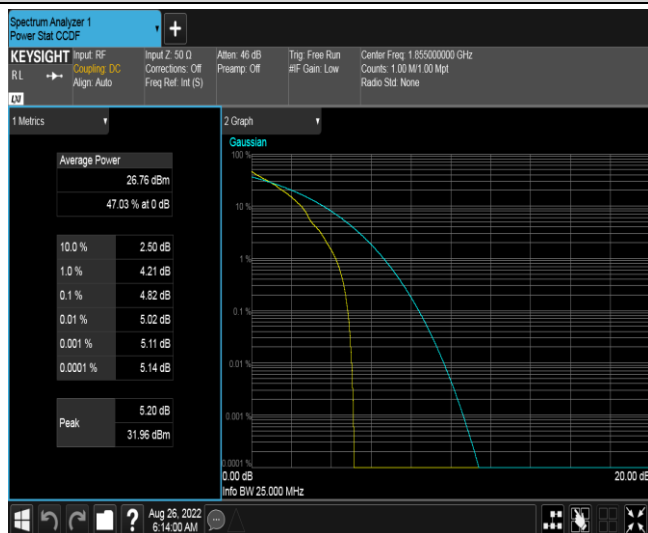 Spectrum Analyzer 1
Power Stat CCDF
+
KEYSIGHT
RL
LXI
Input: RF
Coupling: DC
Align: Auto
Input Z: 50 Ω
Corrections: Off
Freq Ref: Int (S)
Atten: 46 dB
Preamp: Off
Trig: Free Run
#IF Gain: Low
Center Freq: 1.855000000 GHz
Counts: 1.00 M/1.00 Mpt
Radio Std: None
1 Metrics
Average Power
26.76 dBm
47.03 % at 0 dB
10.0 % 2.50 dB
1.0 % 4.21 dB
0.1 % 4.82 dB
0.01 % 5.02 dB
0.001 % 5.11 dB
0.0001 % 5.14 dB
Peak
5.20 dB
31.96 dBm
2 Graph
Gaussian
100 %
10 %
1 %
0.1 %
0.01 %
0.001 %
0.0001 %
0.00 dB
20.00 dB
Info BW 25.000 MHz
?
Aug 26, 2022
6:14:00 AM